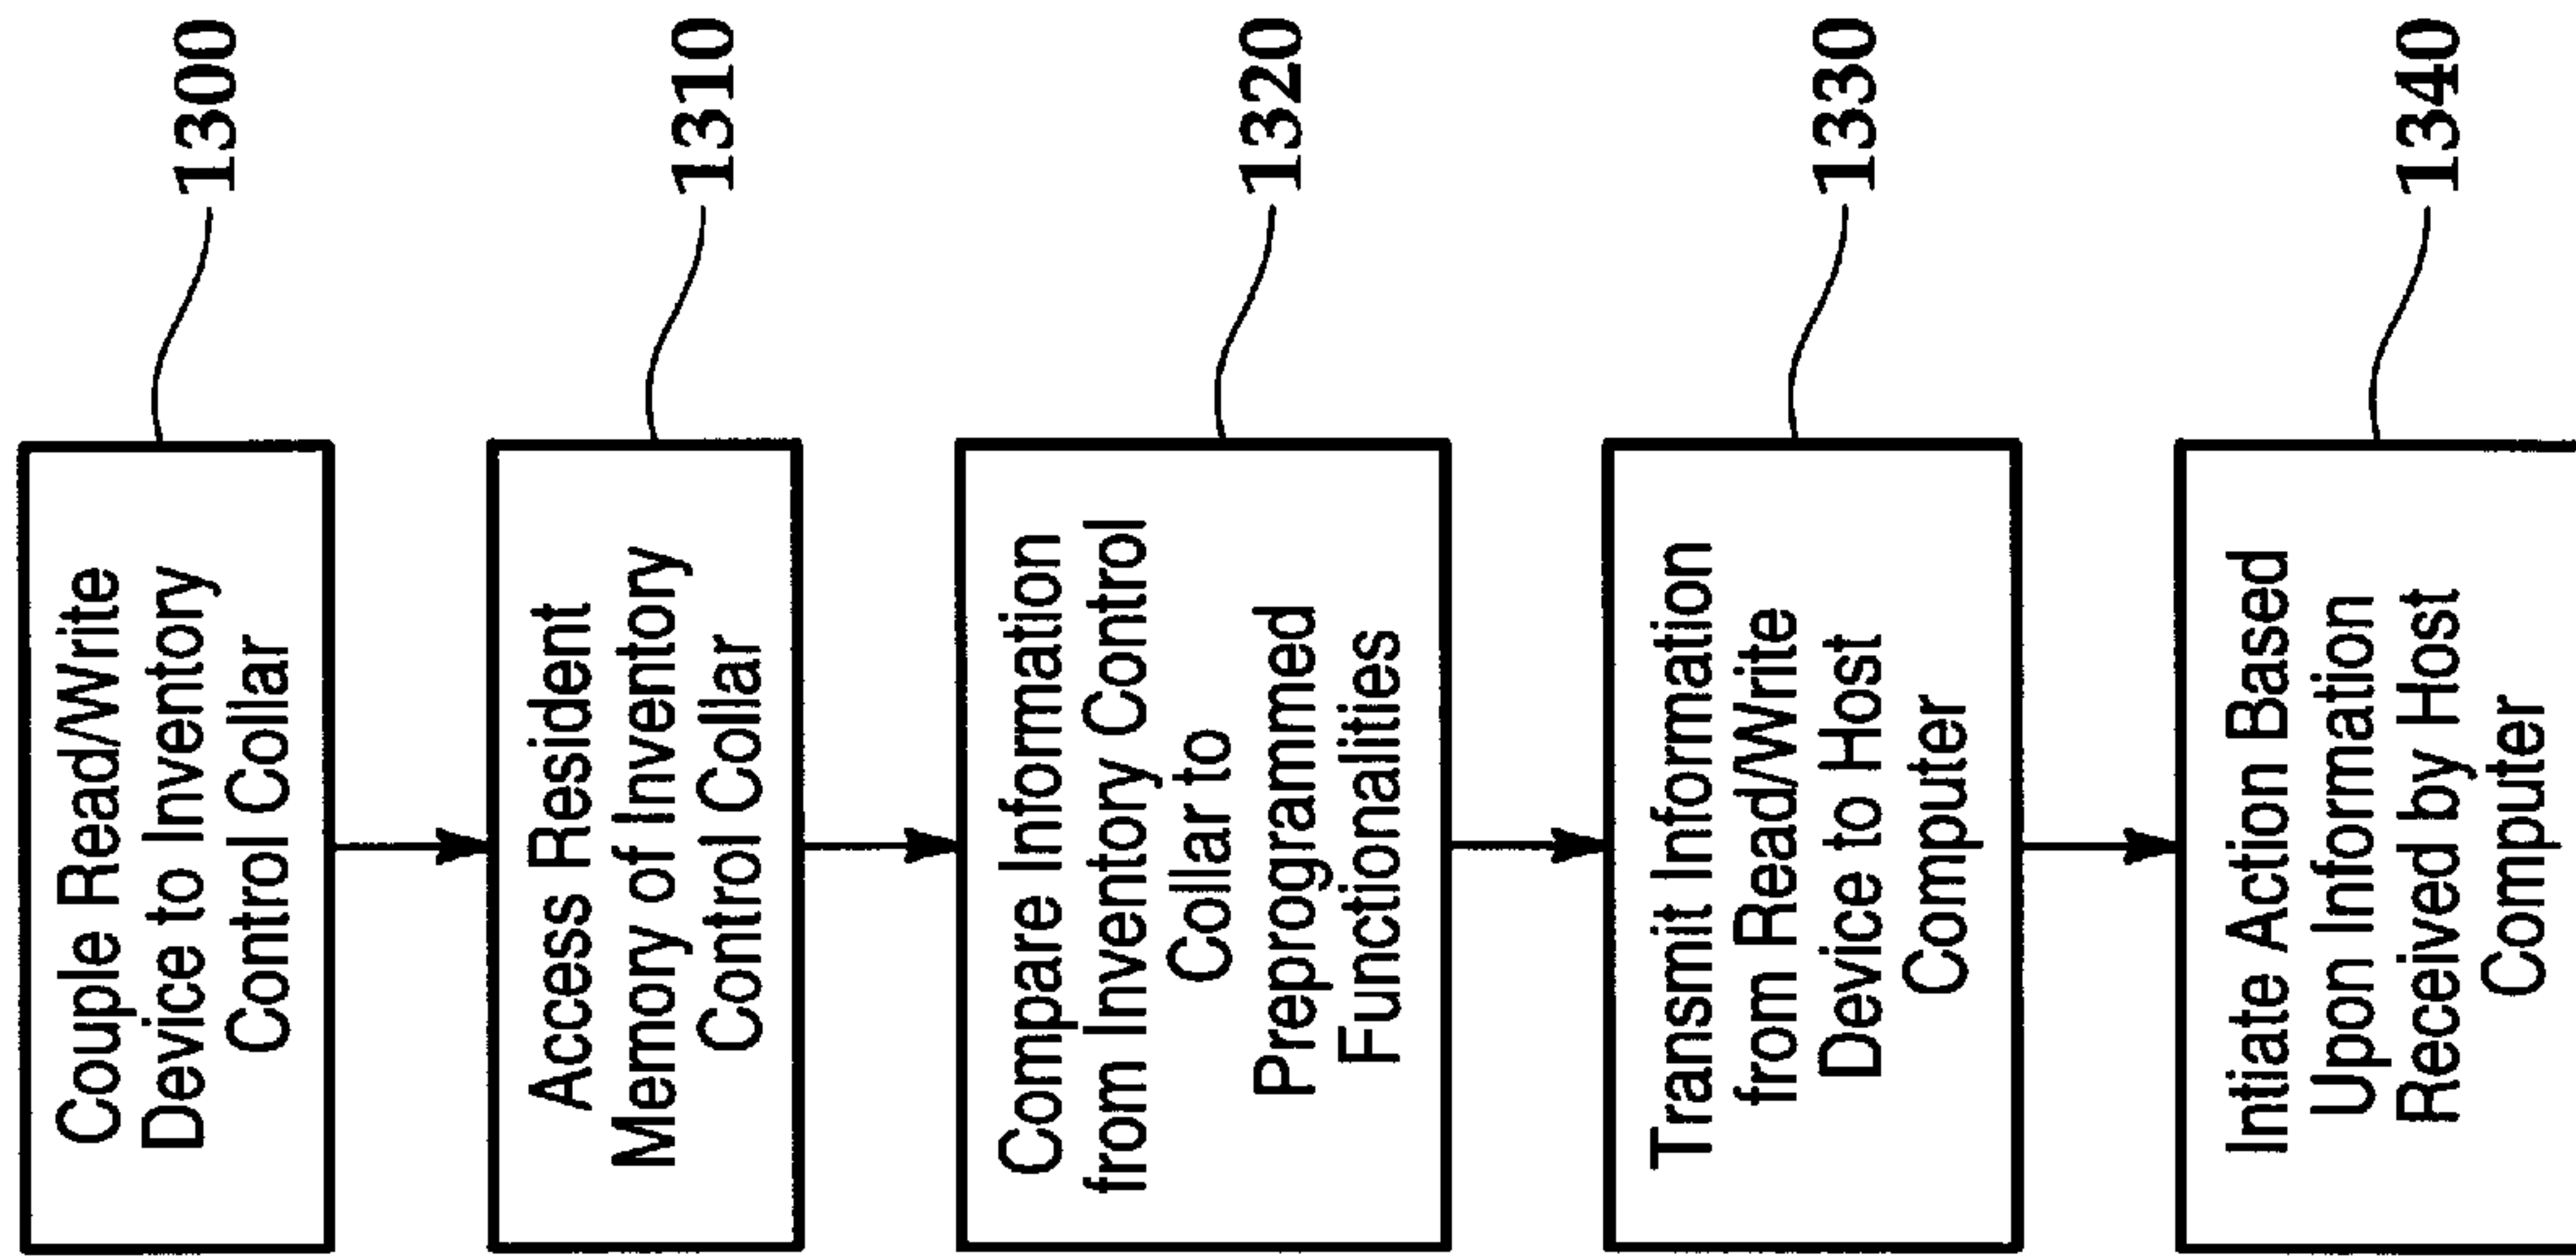 Couple Read/Write
Device to Inventory
Control Collar
1300
Access Resident
Memory of Inventory
Control Collar
1310
Compare Information
from Inventory Control
Collar to
Preprogrammed
Functionalities
1320
Transmit Information
from Read/Write
Device to Host
Computer
1330
Intiate Action Based
Upon Information
Received by Host
Computer
1340